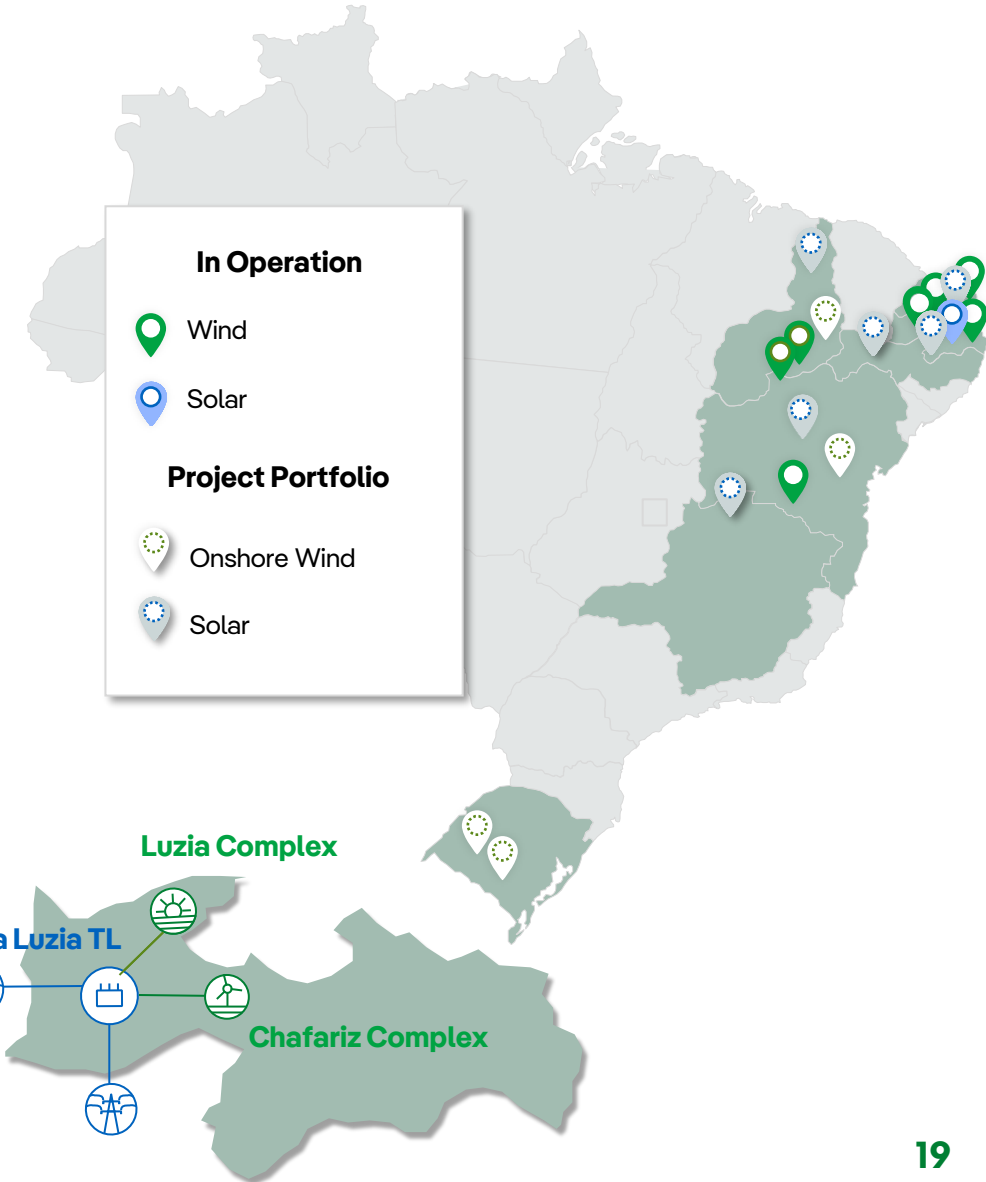 In Operation
Wind
Solar
Project Portfolio
Onshore Wind
Solar
Luzia Complex
a Luzia TL
Chafariz Complex
19